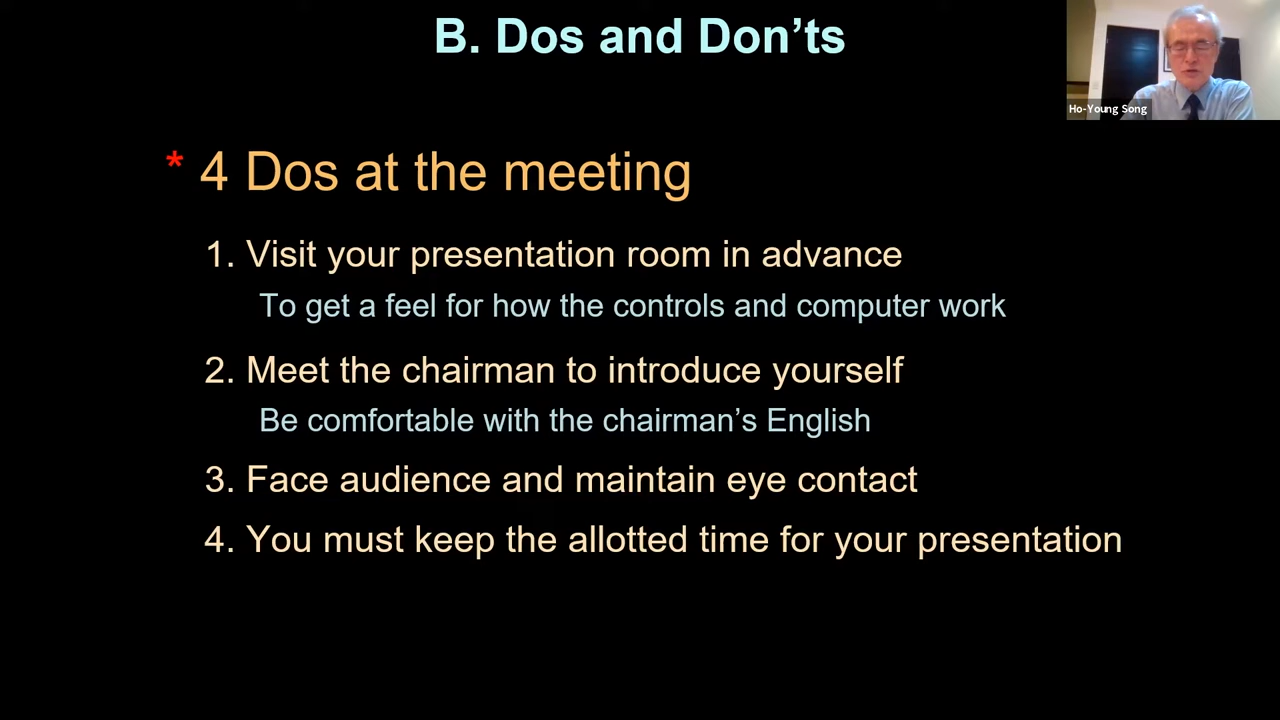 B. Dos and Don’ts
Ho-Young Song
* 4 Dos at the meeting
1. Visit your presentation room in advance
To get a feel for how the controls and computer work
2. Meet the chairman to introduce yourself
Be comfortable with the chairman’s English
3. Face audience and maintain eye contact
4. You must keep the allotted time for your presentation